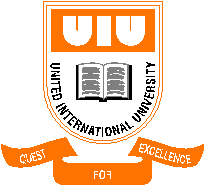 UIU
UNITED INTERNATIONAL UNIVERSITY
QUEST
FOR
EXCELLENCE